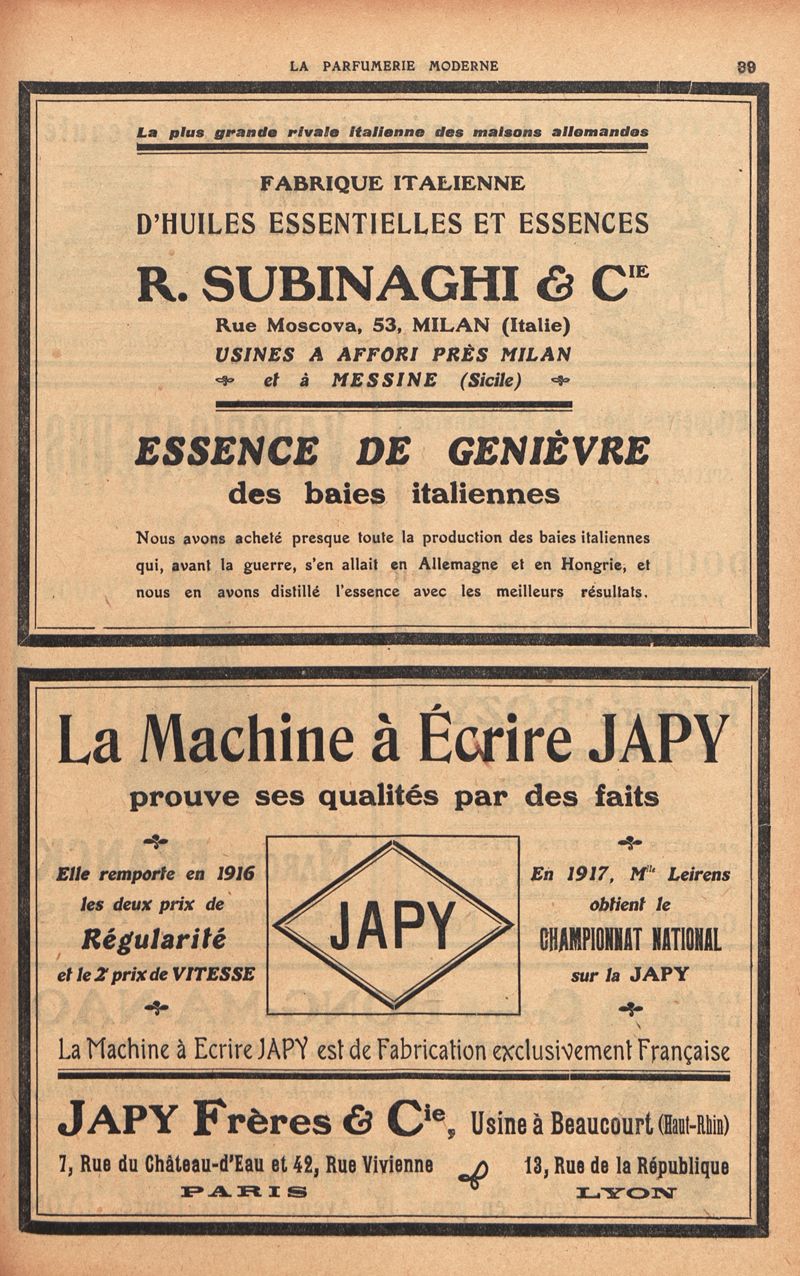 LA PARFUMERIE MODERNE 39
La plus grande rivale Italienne des maisons allemandes
FABRIQUE ITALIENNE
D'HUILES ESSENTIELLES ET ESSENCES
R. SUBINAGHI & CIE
Rue Moscova, 53, MILAN (Italie)
USINES A AFFORI PRÈS MILAN
et à MESSINE (Sicile)
ESSENCE DE GENIÈVRE
des baies italiennes
Nous avons acheté presque toute la production des baies italiennes
qui, avant la guerre, s'en allait en Allemagne et en Hongrie, et
nous en avons distillé l'essence avec les meilleurs résultats.
La Machine à Écrire JAPY
prouve ses qualités par des faits
Elle remporte en 1916
les deux prix de
Régularité
et le 2e prix de VITESSE
JAPY
En 1917, Mlle Leirens
obtient le
CHAMPIONNAT NATIONAL
sur la JAPY
La Machine à Ecrire JAPY est de Fabrication exclusivement Française
JAPY Frères & Cie, Usine à Beaucourt (Haut-Rhin)
7, Rue du Château-d'Eau et 42, Rue Vivienne
PARIS
13, Rue de la République
LYON